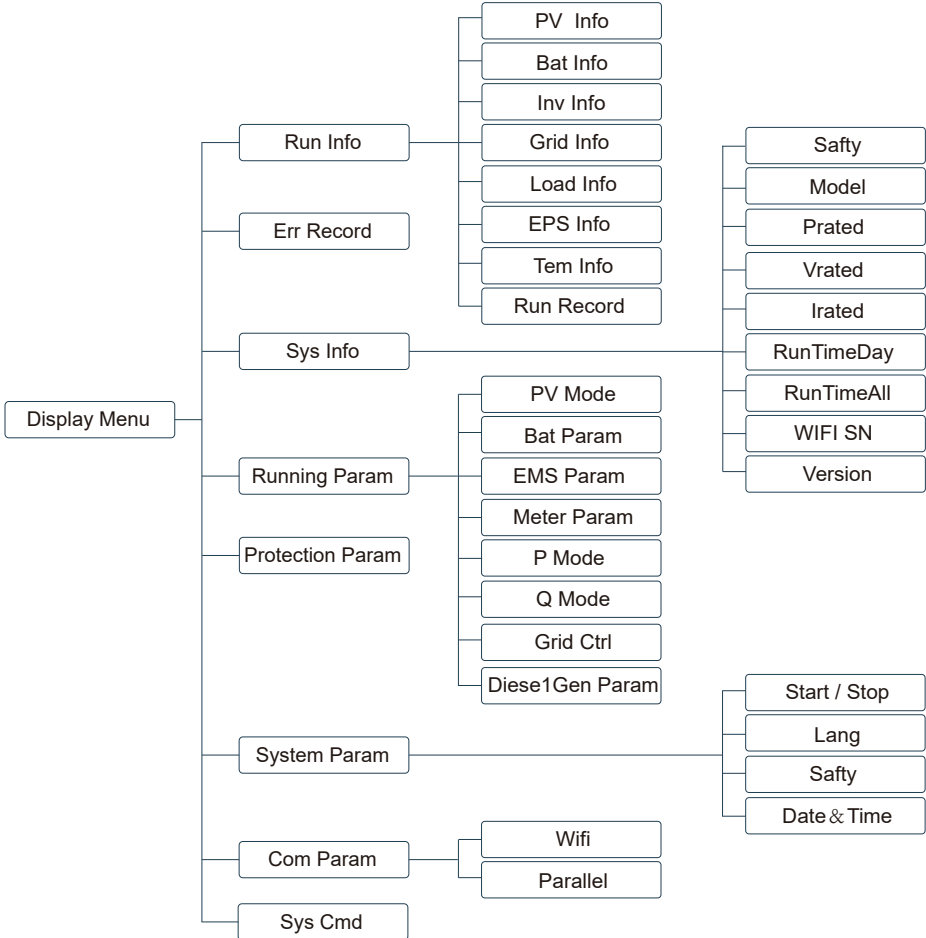 Display Menu
Run Info
PV Info
Bat Info
Inv Info
Grid Info
Load Info
EPS Info
Tem Info
Run Record
Err Record
Sys Info
Safty
Model
Prated
Vrated
Irated
RunTimeDay
RunTimeAll
WIFI SN
Version
Running Param
PV Mode
Bat Param
EMS Param
Meter Param
P Mode
Q Mode
Grid Ctrl
Diese1Gen Param
Protection Param
System Param
Start / Stop
Lang
Safty
Date & Time
Com Param
Wifi
Parallel
Sys Cmd